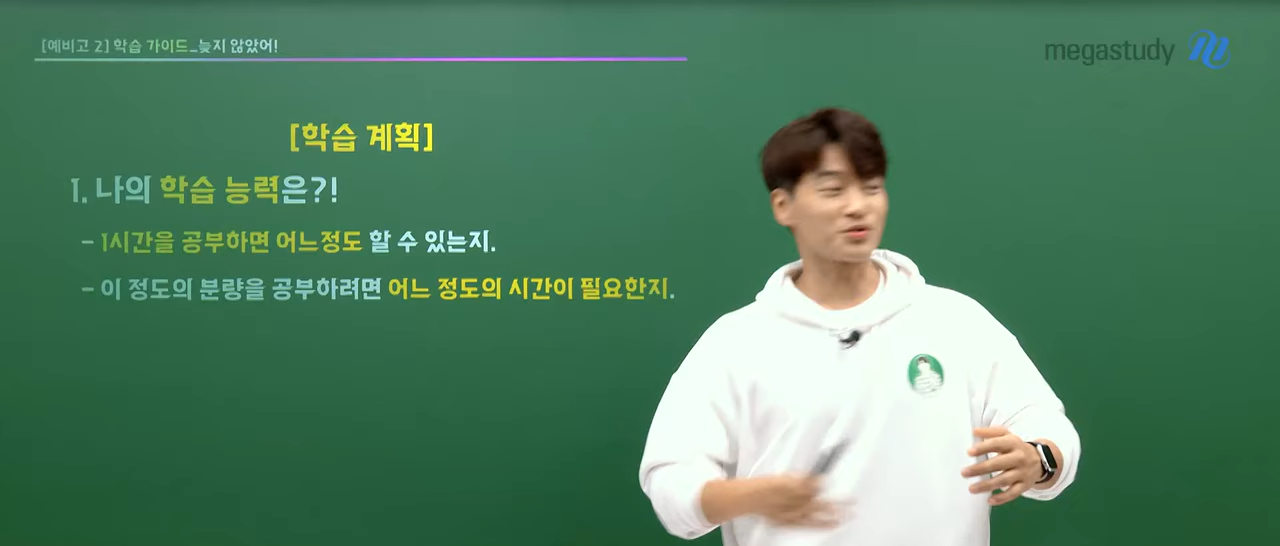 [예비고 2] 학습 가이드_늦지 않았어!
megastudy
[학습 계획]
1. 나의 학습 능력은?!
- 1시간을 공부하면 어느정도 할 수 있는지.
- 이 정도의 분량을 공부하려면 어느 정도의 시간이 필요한지.